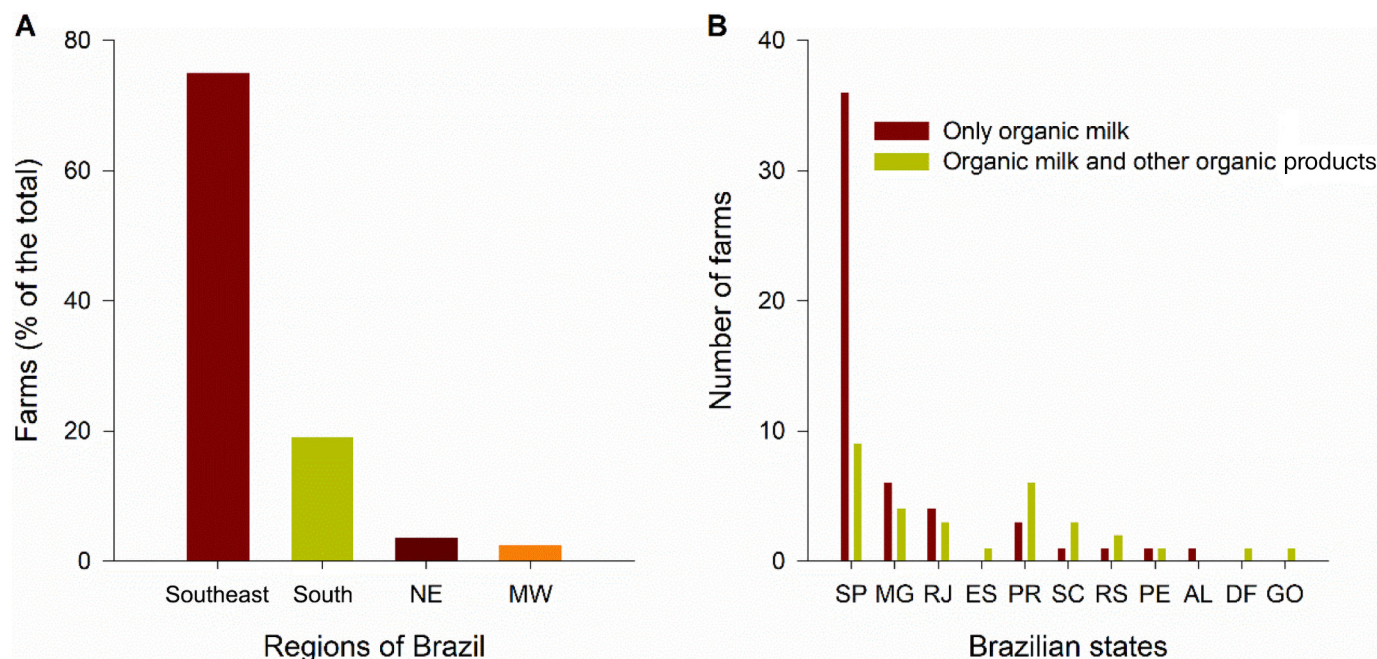 A
80
60
40
20
0
Farms (% of the total)
Southeast South NE MW
Regions of Brazil
B
40
30
20
10
0
Number of farms
Only organic milk
Organic milk and other organic products
SP MG RJ ES PR SC RS PE AL DF GO
Brazilian states